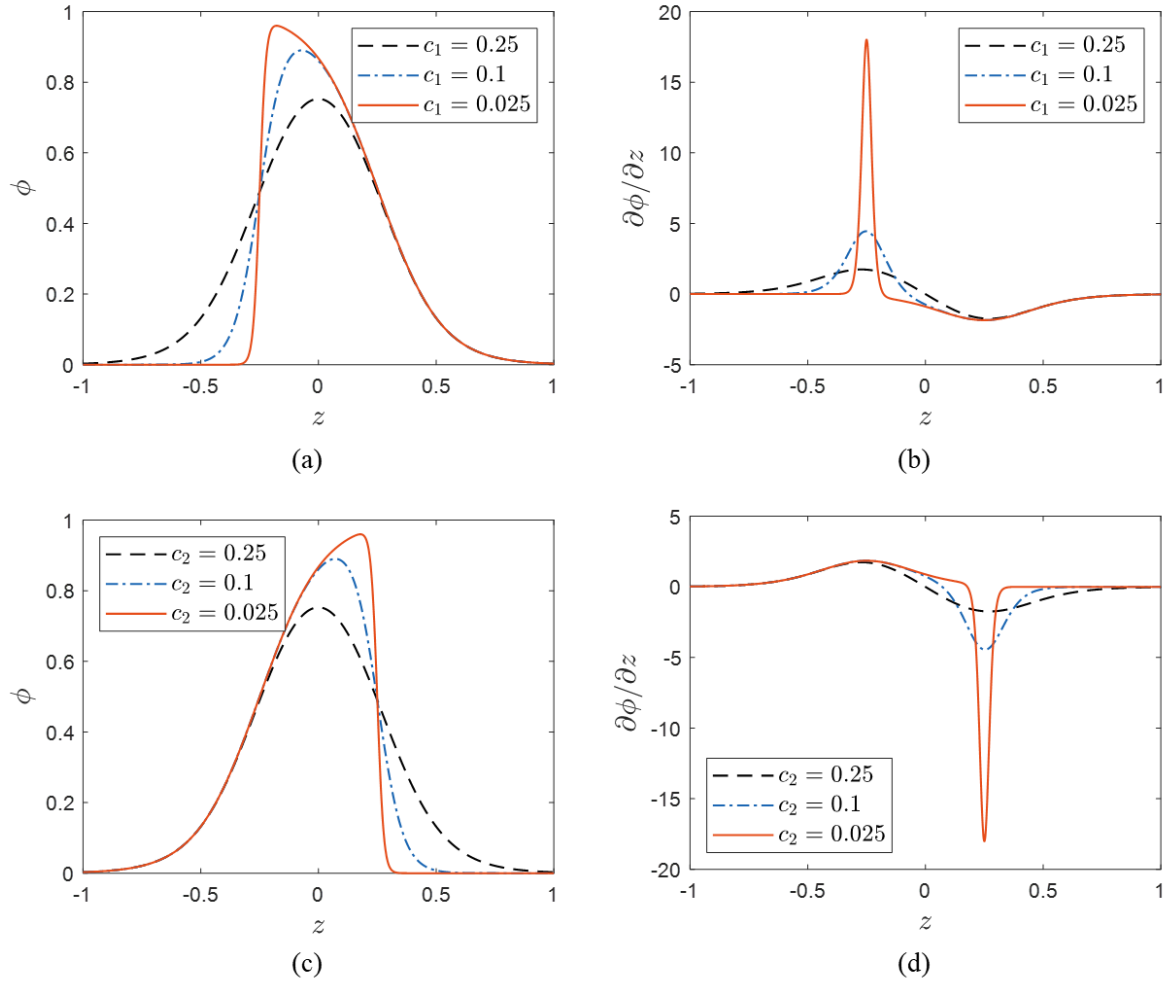 1
0.8
0.6
0.4
0.2
0
ϕ
-1
-0.5
0
0.5
1
z
c₁ = 0.25
c₁ = 0.1
c₁ = 0.025
(a)
20
15
10
5
0
-5
∂ϕ/∂z
-1
-0.5
0
0.5
1
z
c₁ = 0.25
c₁ = 0.1
c₁ = 0.025
(b)
1
0.8
0.6
0.4
0.2
0
ϕ
-1
-0.5
0
0.5
1
z
c₂ = 0.25
c₂ = 0.1
c₂ = 0.025
(c)
5
0
-5
-10
-15
-20
∂ϕ/∂z
-1
-0.5
0
0.5
1
z
c₂ = 0.25
c₂ = 0.1
c₂ = 0.025
(d)